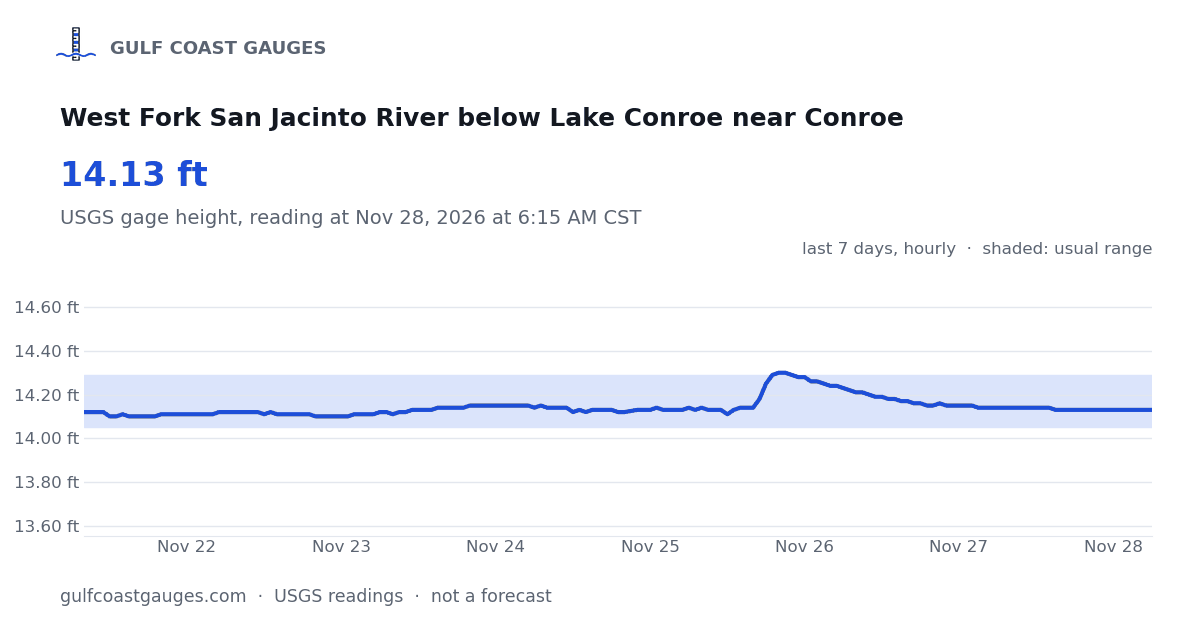 GULF COAST GAUGES
West Fork San Jacinto River below Lake Conroe near Conroe
14.13 ft
USGS gage height, reading at Nov 28, 2026 at 6:15 AM CST
last 7 days, hourly · shaded: usual range
14.60 ft
14.40 ft
14.20 ft
14.00 ft
13.80 ft
13.60 ft
Nov 22 Nov 23 Nov 24 Nov 25 Nov 26 Nov 27 Nov 28
gulfcoastgauges.com · USGS readings · not a forecast